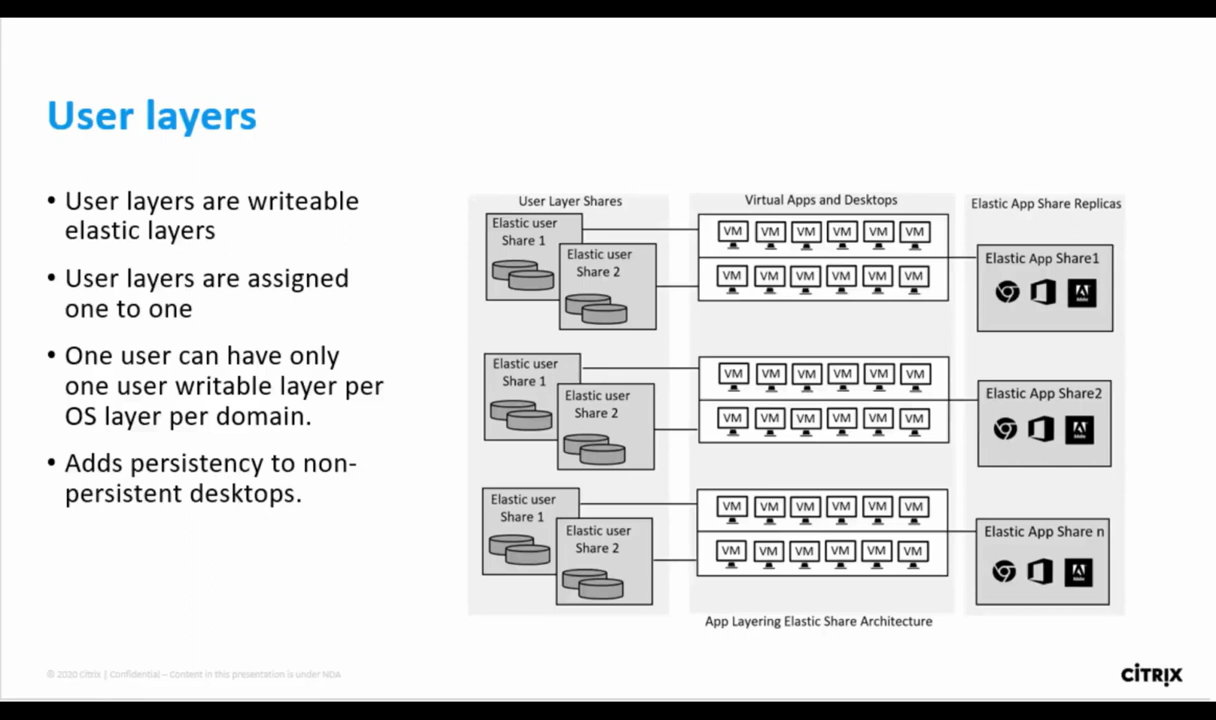 User layers
• User layers are writeable
elastic layers
• User layers are assigned
one to one
• One user can have only
one user writable layer per
OS layer per domain.
• Adds persistency to non-
persistent desktops.
User Layer Shares
Virtual Apps and Desktops
Elastic App Share Replicas
Elastic user
Share 1
Elastic user
Share 2
VM VM VM VM VM VM
VM VM VM VM VM VM
Elastic App Share1
Adobe
Elastic user
Share 1
Elastic user
Share 2
VM VM VM VM VM VM
VM VM VM VM VM VM
Elastic App Share2
Adobe
Elastic user
Share 1
Elastic user
Share 2
VM VM VM VM VM VM
VM VM VM VM VM VM
Elastic App Share n
Adobe
App Layering Elastic Share Architecture
© 2020 Citrix | Confidential – Content in this presentation is under NDA
CITRIX